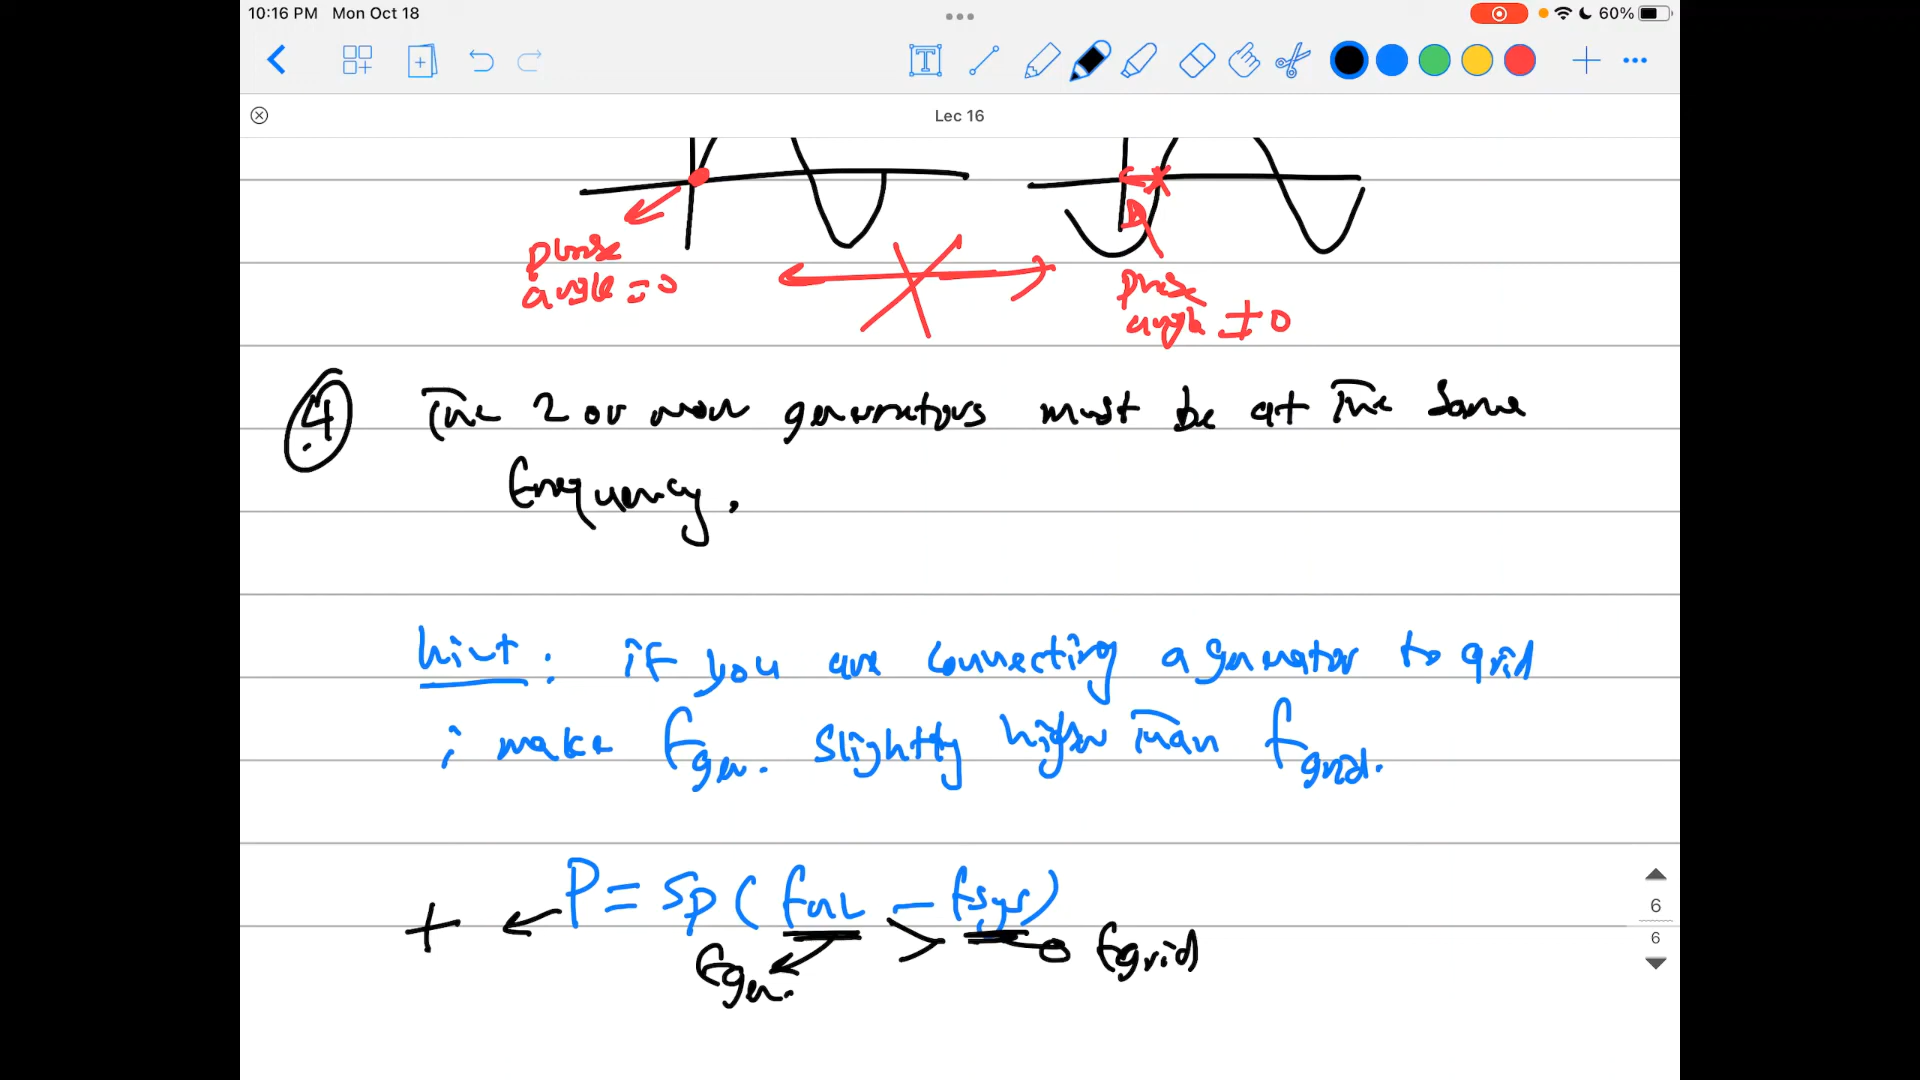 10:16 PM Mon Oct 18
60%
Lec 16
phase
angle = 0
phase
angle ≠ 0
4. The 2 or more generators must be at the same
frequency.
hint: if you are connecting a generator to grid
; make fgen. slightly higher than fgrid.
+ ← P = Sp (fnL - fsys)
fgen. > fgrid
6
6